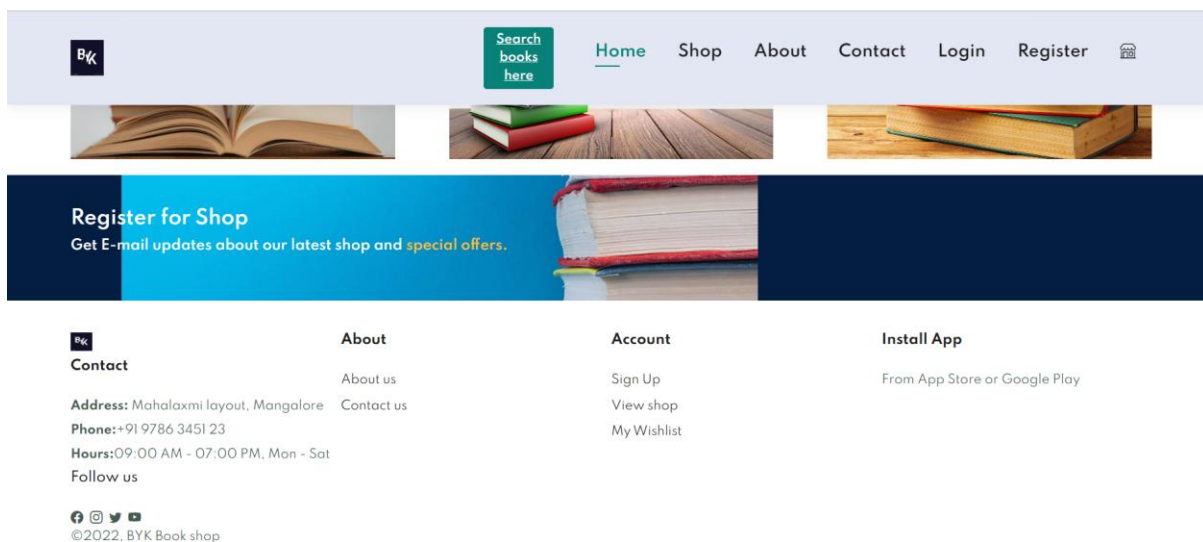 BYK
Search
books
here
Home
Shop
About
Contact
Login
Register
Register for Shop
Get E-mail updates about our latest shop and special offers.
BYK
Contact
Address: Mahalaxmi layout, Mangalore
Phone:+91 9786 3451 23
Hours:09:00 AM - 07:00 PM, Mon - Sat
Follow us
©2022, BYK Book shop
About
About us
Contact us
Account
Sign Up
View shop
My Wishlist
Install App
From App Store or Google Play